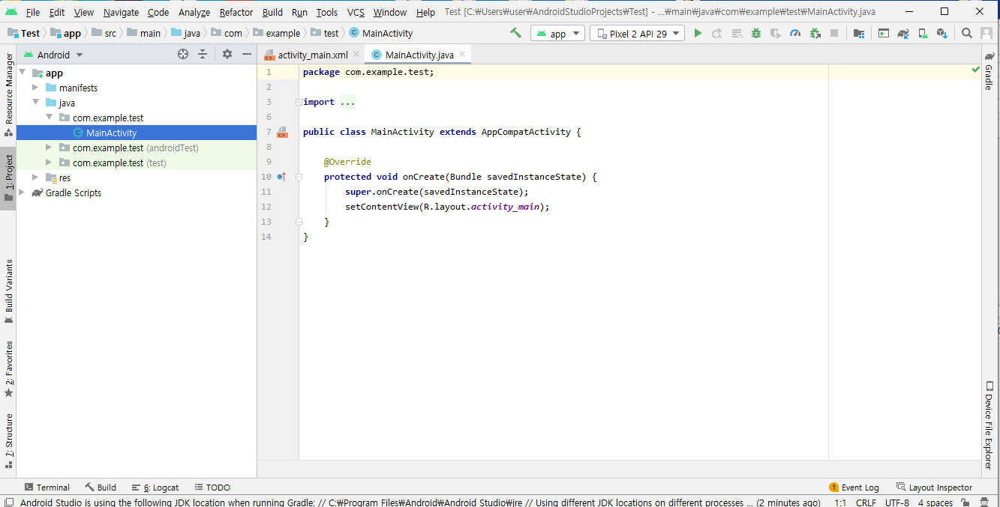 File Edit View Navigate Code Analyze Refactor Build Run Tools VCS Window Help Test [C:₩Users₩user₩AndroidStudioProjects₩Test] - ...₩main₩java₩com₩example₩test₩MainActivity.java
Test app src main java com example test MainActivity app Pixel 2 API 29
Android
activity_main.xml MainActivity.java
Resource Manager
1: Project
Build Variants
2: Favorites
7: Structure
app
manifests
java
com.example.test
MainActivity
com.example.test (androidTest)
com.example.test (test)
res
Gradle Scripts
1 package com.example.test;
2
3 import ...
6
7 public class MainActivity extends AppCompatActivity {
8
9 @Override
10 protected void onCreate(Bundle savedInstanceState) {
11 super.onCreate(savedInstanceState);
12 setContentView(R.layout.activity_main);
13 }
14 }
Gradle
Device File Explorer
Terminal Build 6: Logcat TODO 1 Event Log Layout Inspector
Android Studio is using the following JDK location when running Gradle: // C:₩Program Files₩Android₩Android Studio₩jre // Using different JDK locations on different processes ... (2 minutes ago) 1:1 CRLF UTF-8 4 spaces